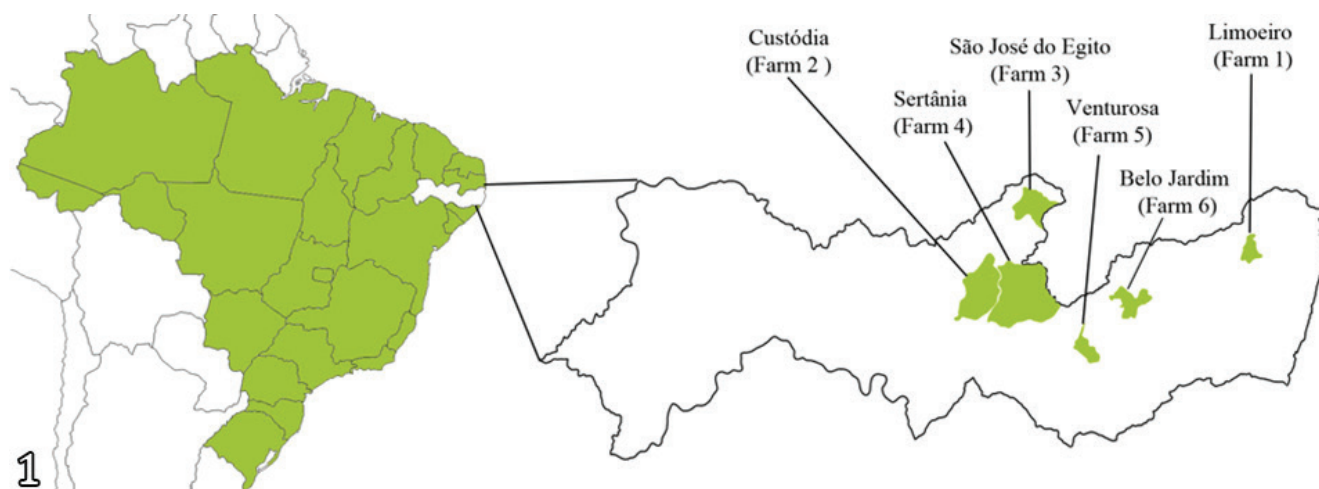 Custódia
(Farm 2 )
São José do Egito
(Farm 3)
Limoeiro
(Farm 1)
Sertânia
(Farm 4)
Venturosa
(Farm 5)
Belo Jardim
(Farm 6)
1